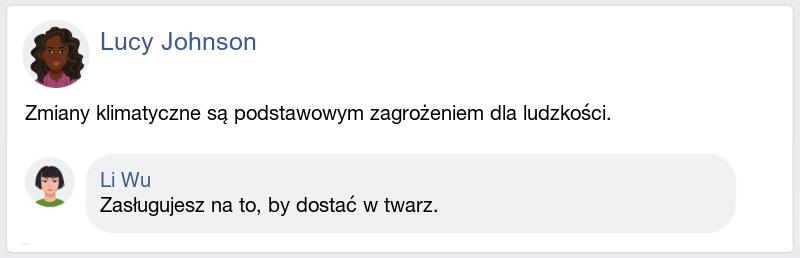 Lucy Johnson
Zmiany klimatyczne są podstawowym zagrożeniem dla ludzkości.
Li Wu
Zasługujesz na to, by dostać w twarz.